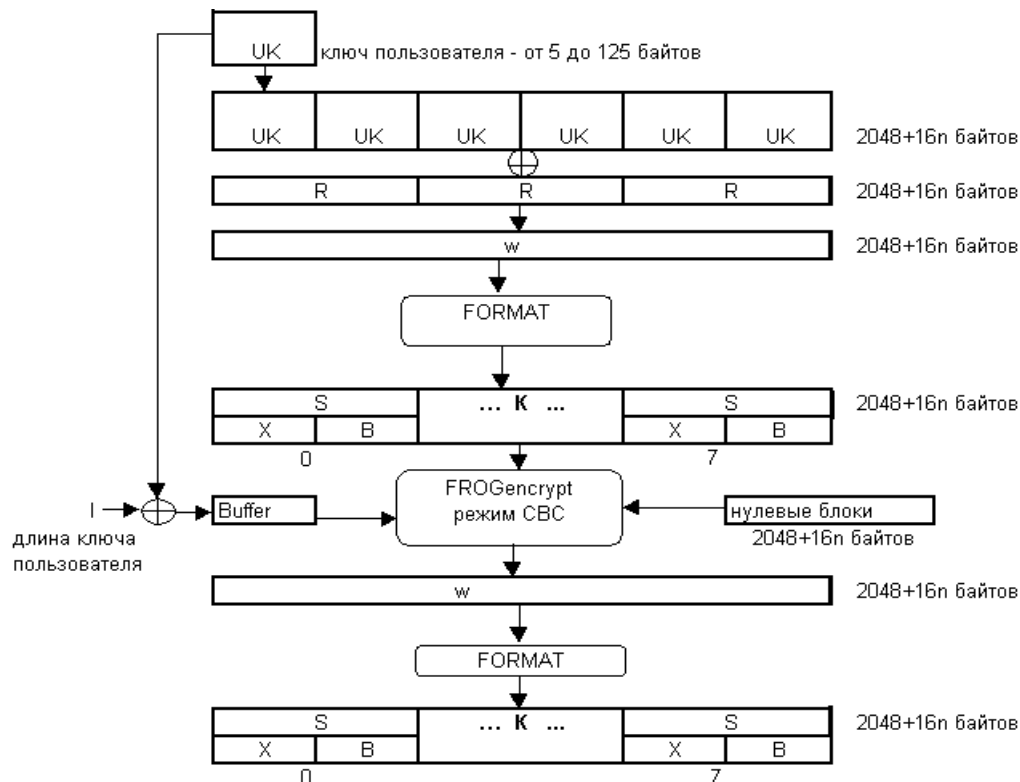 UK ключ пользователя - от 5 до 125 байтов
UK UK UK UK UK UK 2048+16n байтов
R R R 2048+16n байтов
w 2048+16n байтов
FORMAT
S ... K ... S 2048+16n байтов
X B X B
0 7
FROGencrypt
режим CBC
I Buffer нулевые блоки
длина ключа
пользователя
2048+16n байтов
w 2048+16n байтов
FORMAT
S ... K ... S 2048+16n байтов
X B X B
0 7